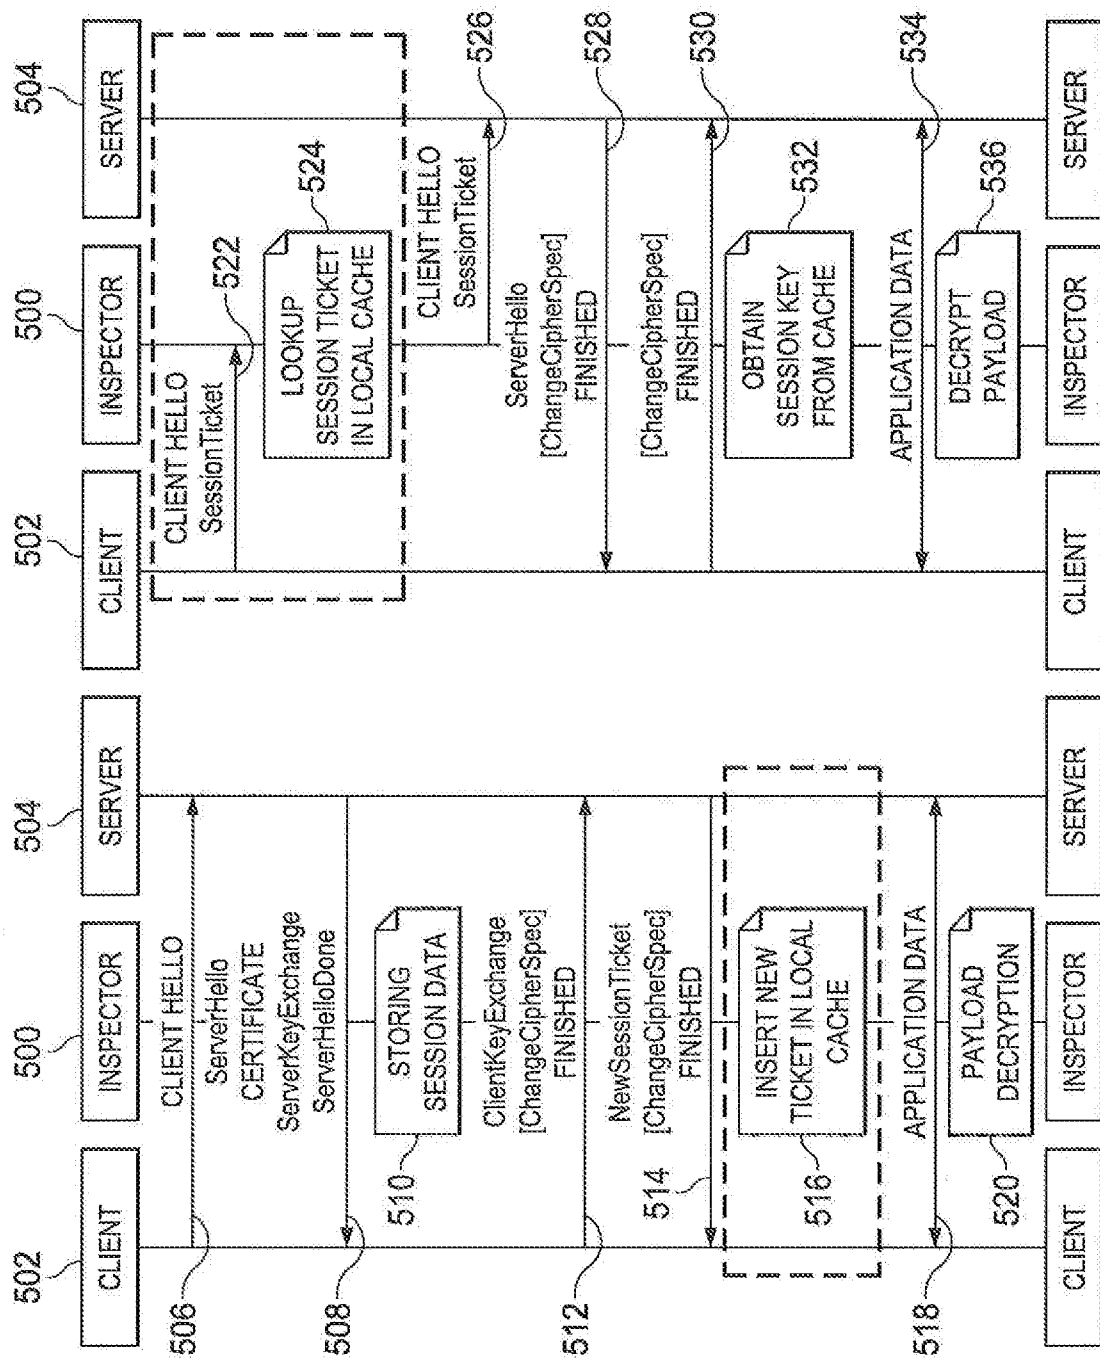 502
500
504
CLIENT
INSPECTOR
SERVER
506
CLIENT HELLO
ServerHello
CERTIFICATE
ServerKeyExchange
ServerHelloDone
508
STORING
SESSION DATA
510
ClientKeyExchange
[ChangeCipherSpec]
FINISHED
512
NewSessionTicket
[ChangeCipherSpec]
FINISHED
514
INSERT NEW
TICKET IN LOCAL
CACHE
516
APPLICATION DATA
518
PAYLOAD
DECRYPTION
520
CLIENT
INSPECTOR
SERVER
502
500
504
CLIENT
INSPECTOR
SERVER
CLIENT HELLO
SessionTicket
522
LOOKUP
SESSION TICKET
IN LOCAL CACHE
524
CLIENT HELLO
SessionTicket
526
ServerHello
[ChangeCipherSpec]
FINISHED
528
[ChangeCipherSpec]
FINISHED
530
OBTAIN
SESSION KEY
FROM CACHE
532
APPLICATION DATA
534
DECRYPT
PAYLOAD
536
CLIENT
INSPECTOR
SERVER